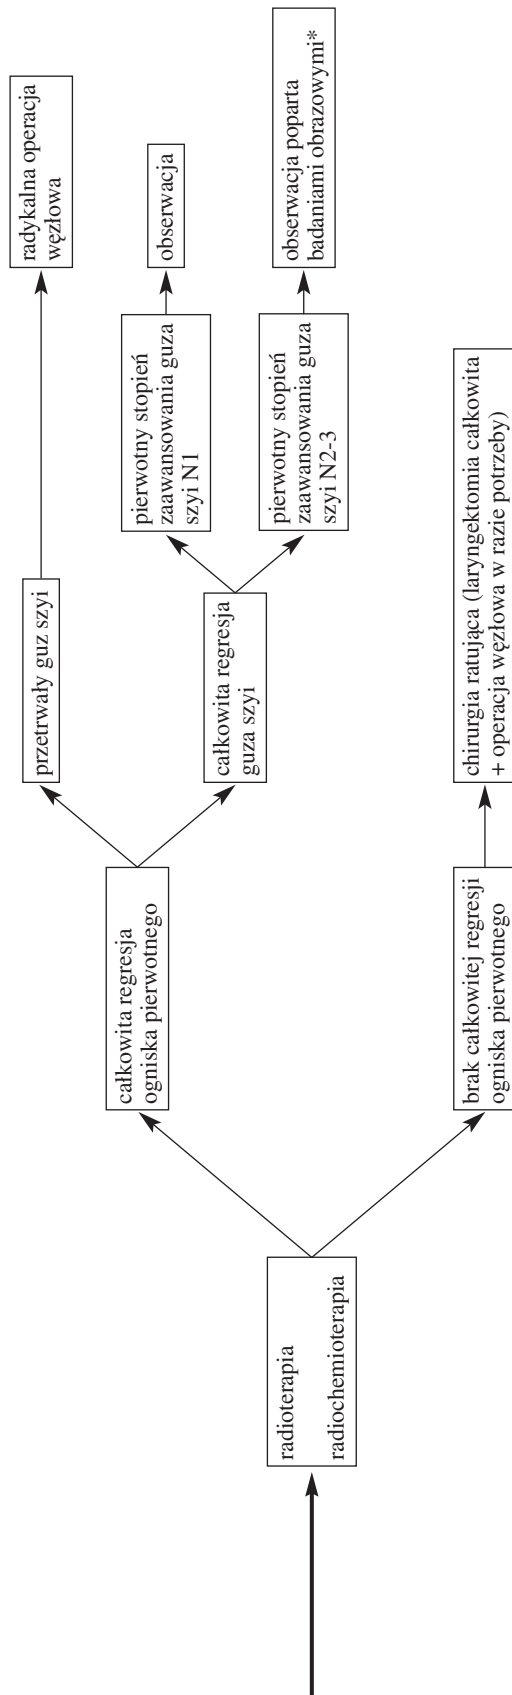 radioterapia
radiochemioterapia
całkowita regresja
ogniska pierwotnego
brak całkowitej regresji
ogniska pierwotnego
przetrwały guz szyi
całkowita regresja
guza szyi
chirurgia ratująca (laryngektomia całkowita
+ operacja węzłowa w razie potrzeby)
pierwotny stopień
zaawansowania guza
szyi N1
pierwotny stopień
zaawansowania guza
szyi N2-3
radykalna operacja
węzłowa
obserwacja
obserwacja poparta
badaniami obrazowymi*